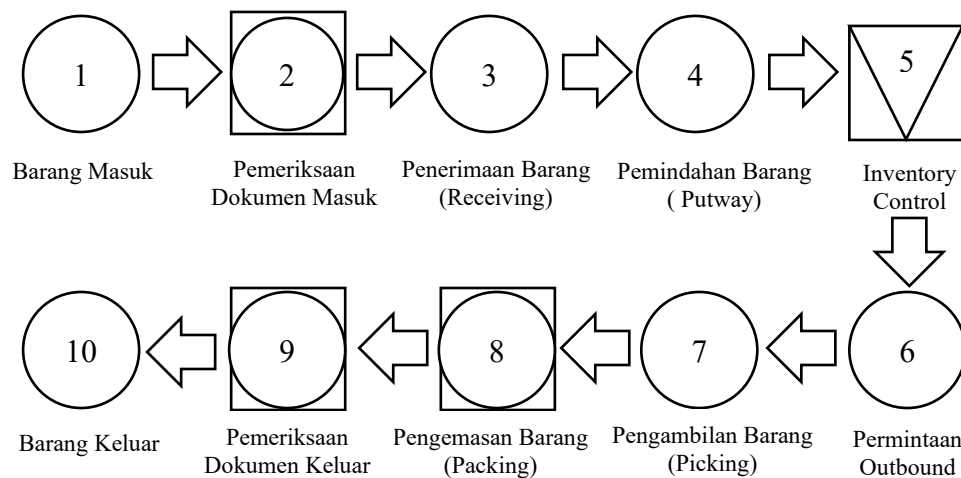 1
2
3
4
5
Barang Masuk
Pemeriksaan
Dokumen Masuk
Penerimaan Barang
(Receiving)
Pemindahan Barang
( Putway)
Inventory
Control
10
9
8
7
6
Barang Keluar
Pemeriksaan
Dokumen Keluar
Pengemasan Barang
(Packing)
Pengambilan Barang
(Picking)
Permintaan
Outbound